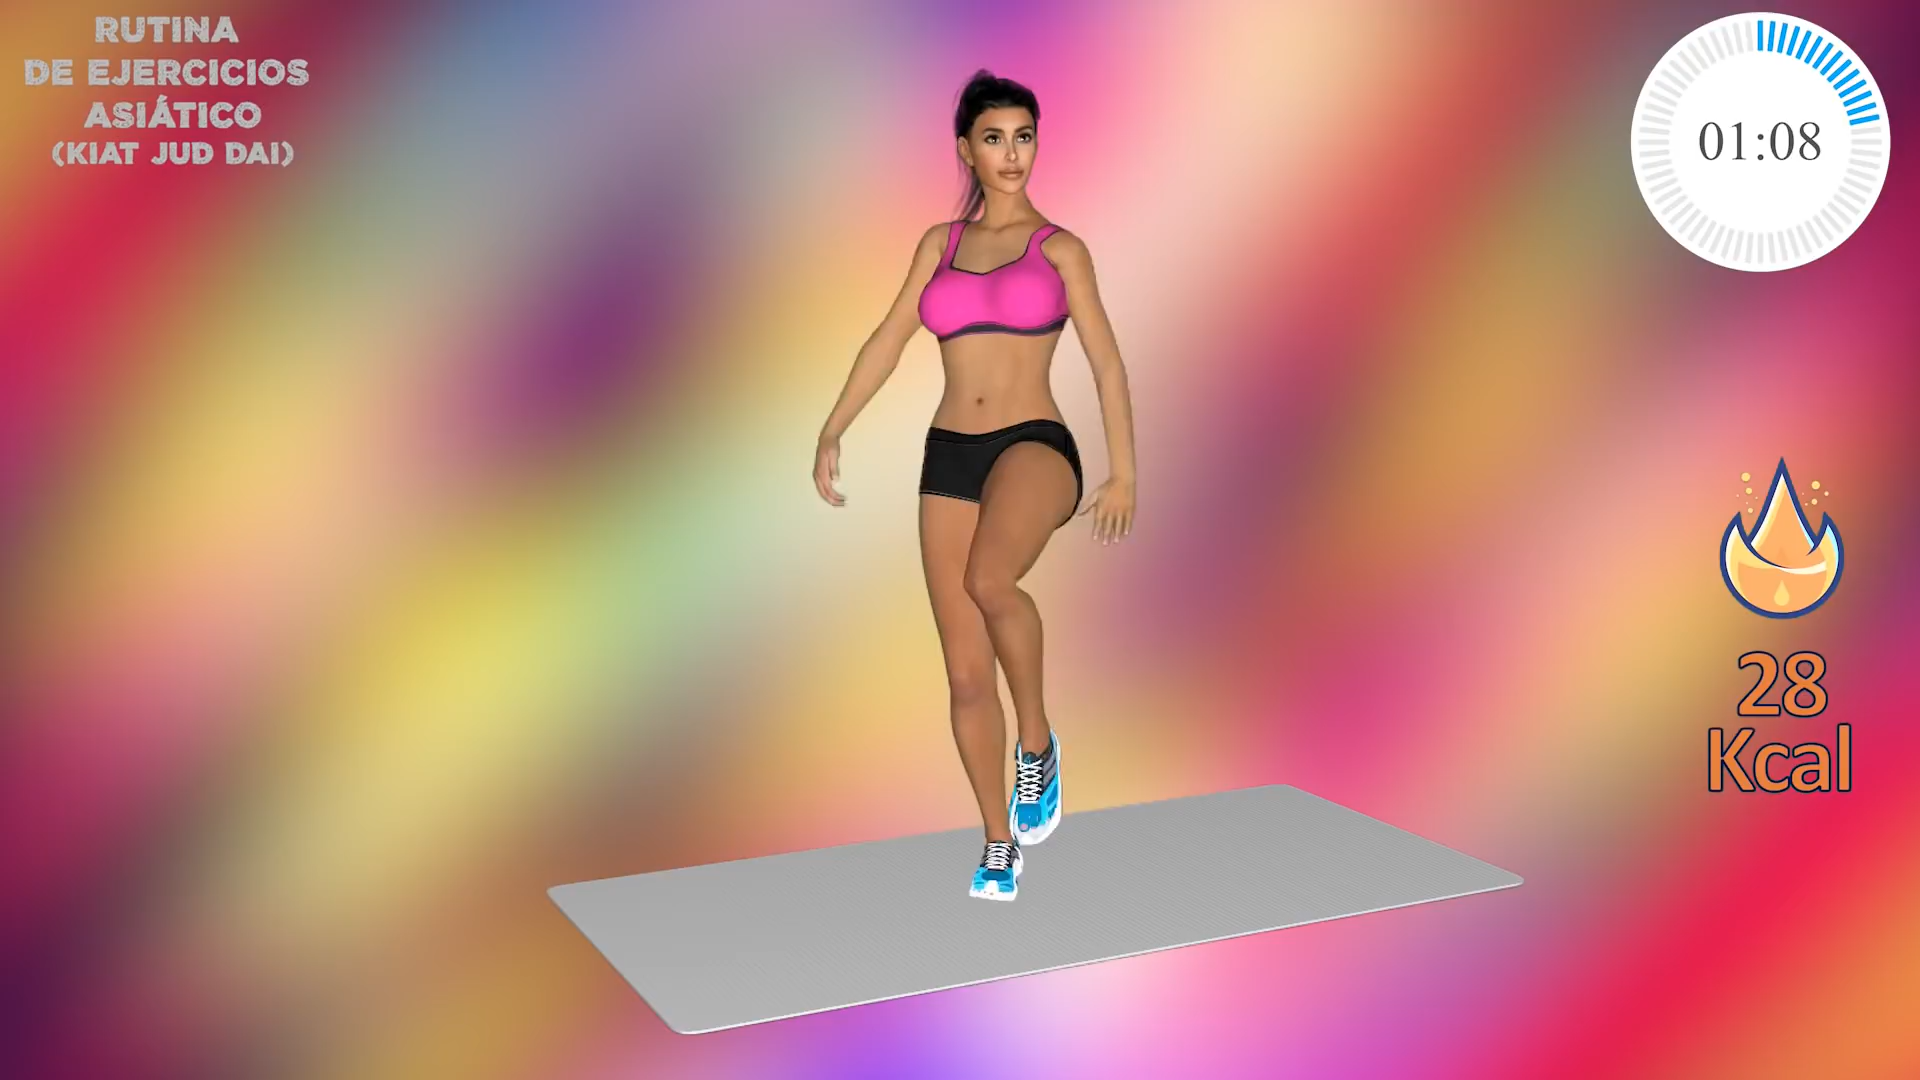 RUTINA
DE EJERCICIOS
ASIÁTICO
(KIAT JUD DAI)
01:08
28
Kcal